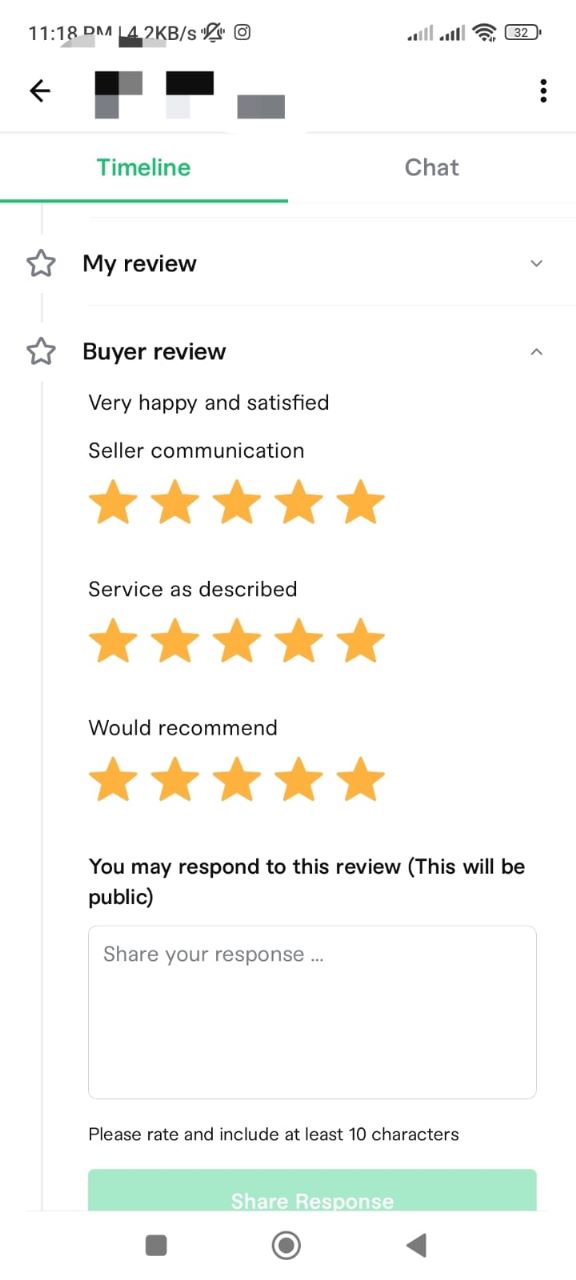 11:18 PM | 4.2KB/s
32
Timeline
Chat
My review
Buyer review
Very happy and satisfied
Seller communication
Service as described
Would recommend
You may respond to this review (This will be
public)
Share your response ...
Please rate and include at least 10 characters
Share Response